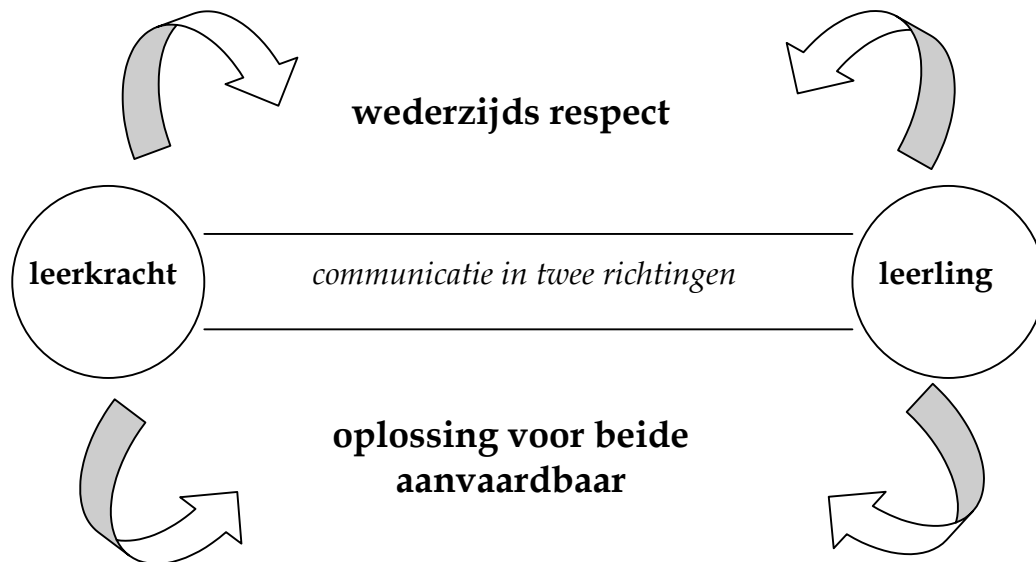 wederzijds respect
leerkracht
communicatie in twee richtingen
leerling
oplossing voor beide
aanvaardbaar